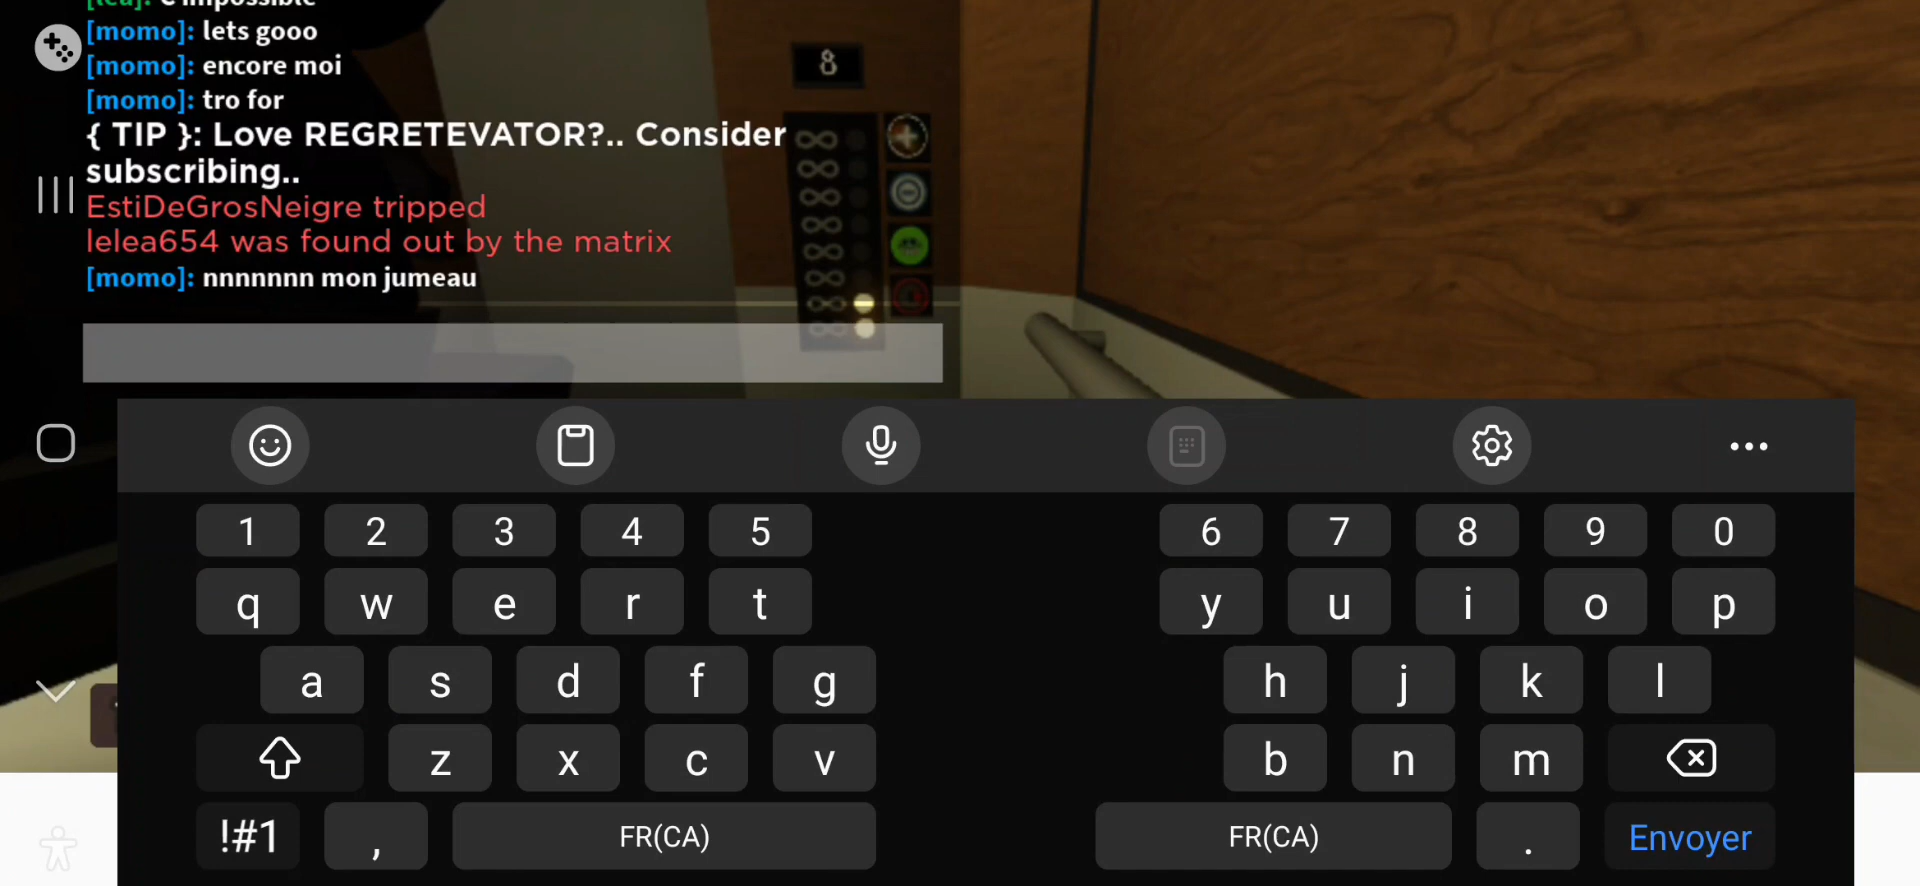 [lea]: c impossible
[momo]: lets gooo
[momo]: encore moi
[momo]: tro for
{ TIP }: Love REGRETEVATOR?.. Consider
subscribing..
EstiDeGrosNeigre tripped
lelea654 was found out by the matrix
[momo]: nnnnnnn mon jumeau
8
1 2 3 4 5 6 7 8 9 0
q w e r t y u i o p
a s d f g h j k l
z x c v b n m
!#1 , FR(CA) FR(CA) . Envoyer